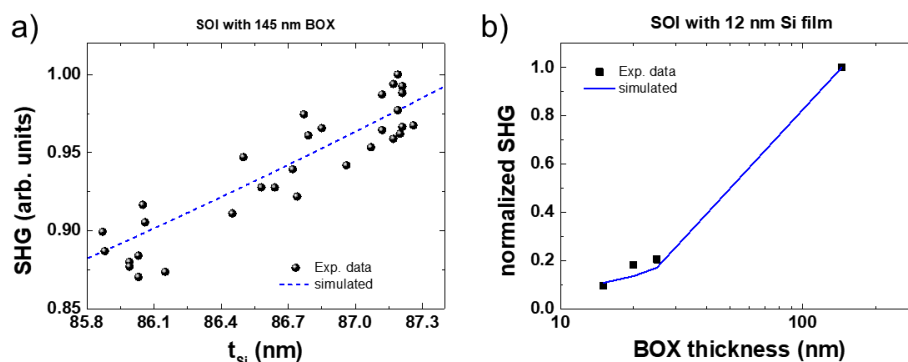 a)
SOI with 145 nm BOX
SHG (arb. units)
1.00
0.95
0.90
0.85
Exp. data
simulated
85.8 86.1 86.4 86.7 87.0 87.3
tSi (nm)
b)
SOI with 12 nm Si film
normalized SHG
1.0
0.8
0.6
0.4
0.2
0.0
Exp. data
simulated
10 100
BOX thickness (nm)